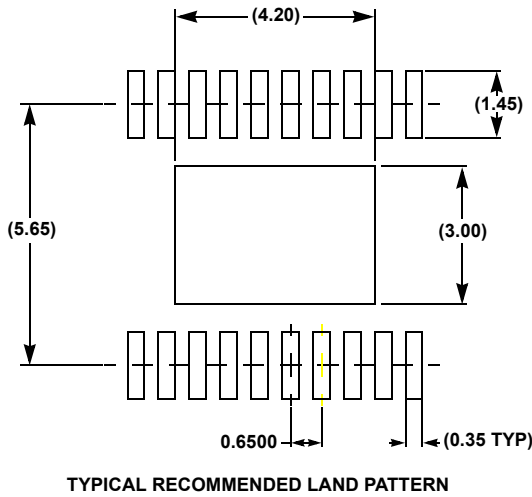 (4.20)
(1.45)
(5.65)
(3.00)
0.6500
(0.35 TYP)
TYPICAL RECOMMENDED LAND PATTERN